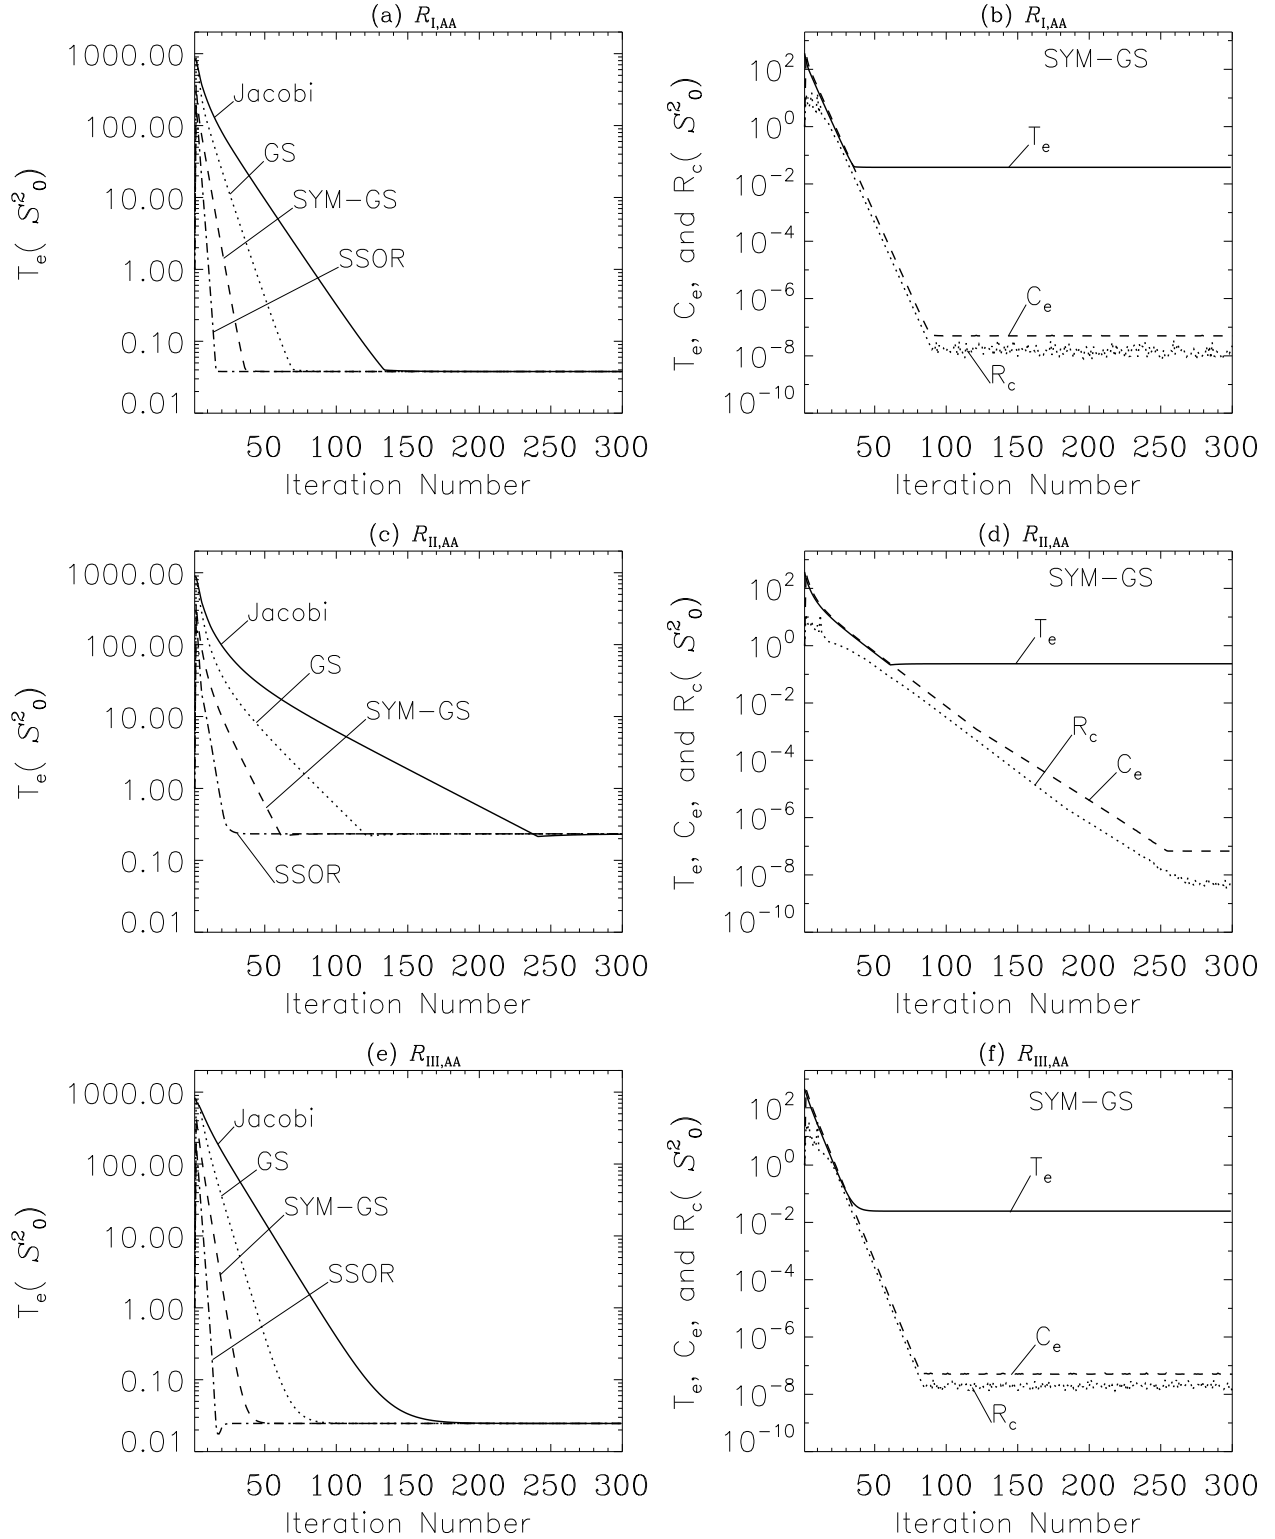 (a) R_I,AA
1000.00
100.00
10.00
1.00
0.10
0.01
T_e( S^2_0)
Jacobi
GS
SYM-GS
SSOR
50 100 150 200 250 300
Iteration Number
(b) R_I,AA
SYM-GS
10^2
10^0
10^-2
10^-4
10^-6
10^-8
10^-10
T_e, C_e, and R_c( S^2_0)
T_e
C_e
R_c
50 100 150 200 250 300
Iteration Number
(c) R_II,AA
1000.00
100.00
10.00
1.00
0.10
0.01
T_e( S^2_0)
Jacobi
GS
SYM-GS
SSOR
50 100 150 200 250 300
Iteration Number
(d) R_II,AA
SYM-GS
10^2
10^0
10^-2
10^-4
10^-6
10^-8
10^-10
T_e, C_e, and R_c( S^2_0)
T_e
R_c
C_e
50 100 150 200 250 300
Iteration Number
(e) R_III,AA
1000.00
100.00
10.00
1.00
0.10
0.01
T_e( S^2_0)
Jacobi
GS
SYM-GS
SSOR
50 100 150 200 250 300
Iteration Number
(f) R_III,AA
SYM-GS
10^2
10^0
10^-2
10^-4
10^-6
10^-8
10^-10
T_e, C_e, and R_c( S^2_0)
T_e
C_e
R_c
50 100 150 200 250 300
Iteration Number